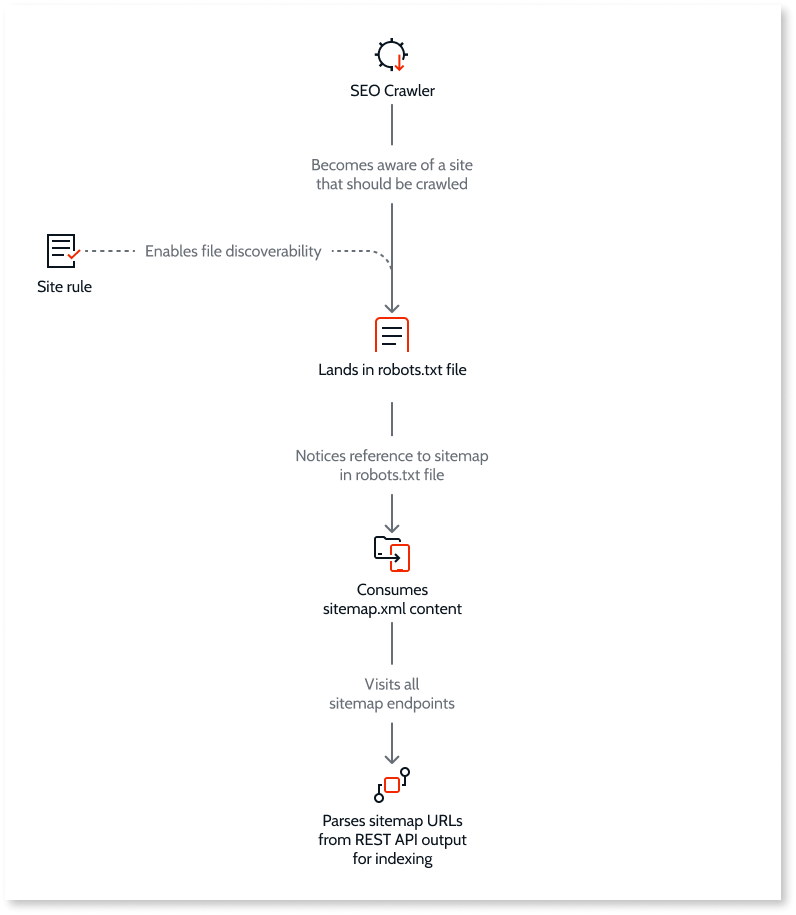 SEO Crawler
Becomes aware of a site
that should be crawled
Enables file discoverability
Site rule
Lands in robots.txt file
Notices reference to sitemap
in robots.txt file
Consumes
sitemap.xml content
Visits all
sitemap endpoints
Parses sitemap URLs
from REST API output
for indexing